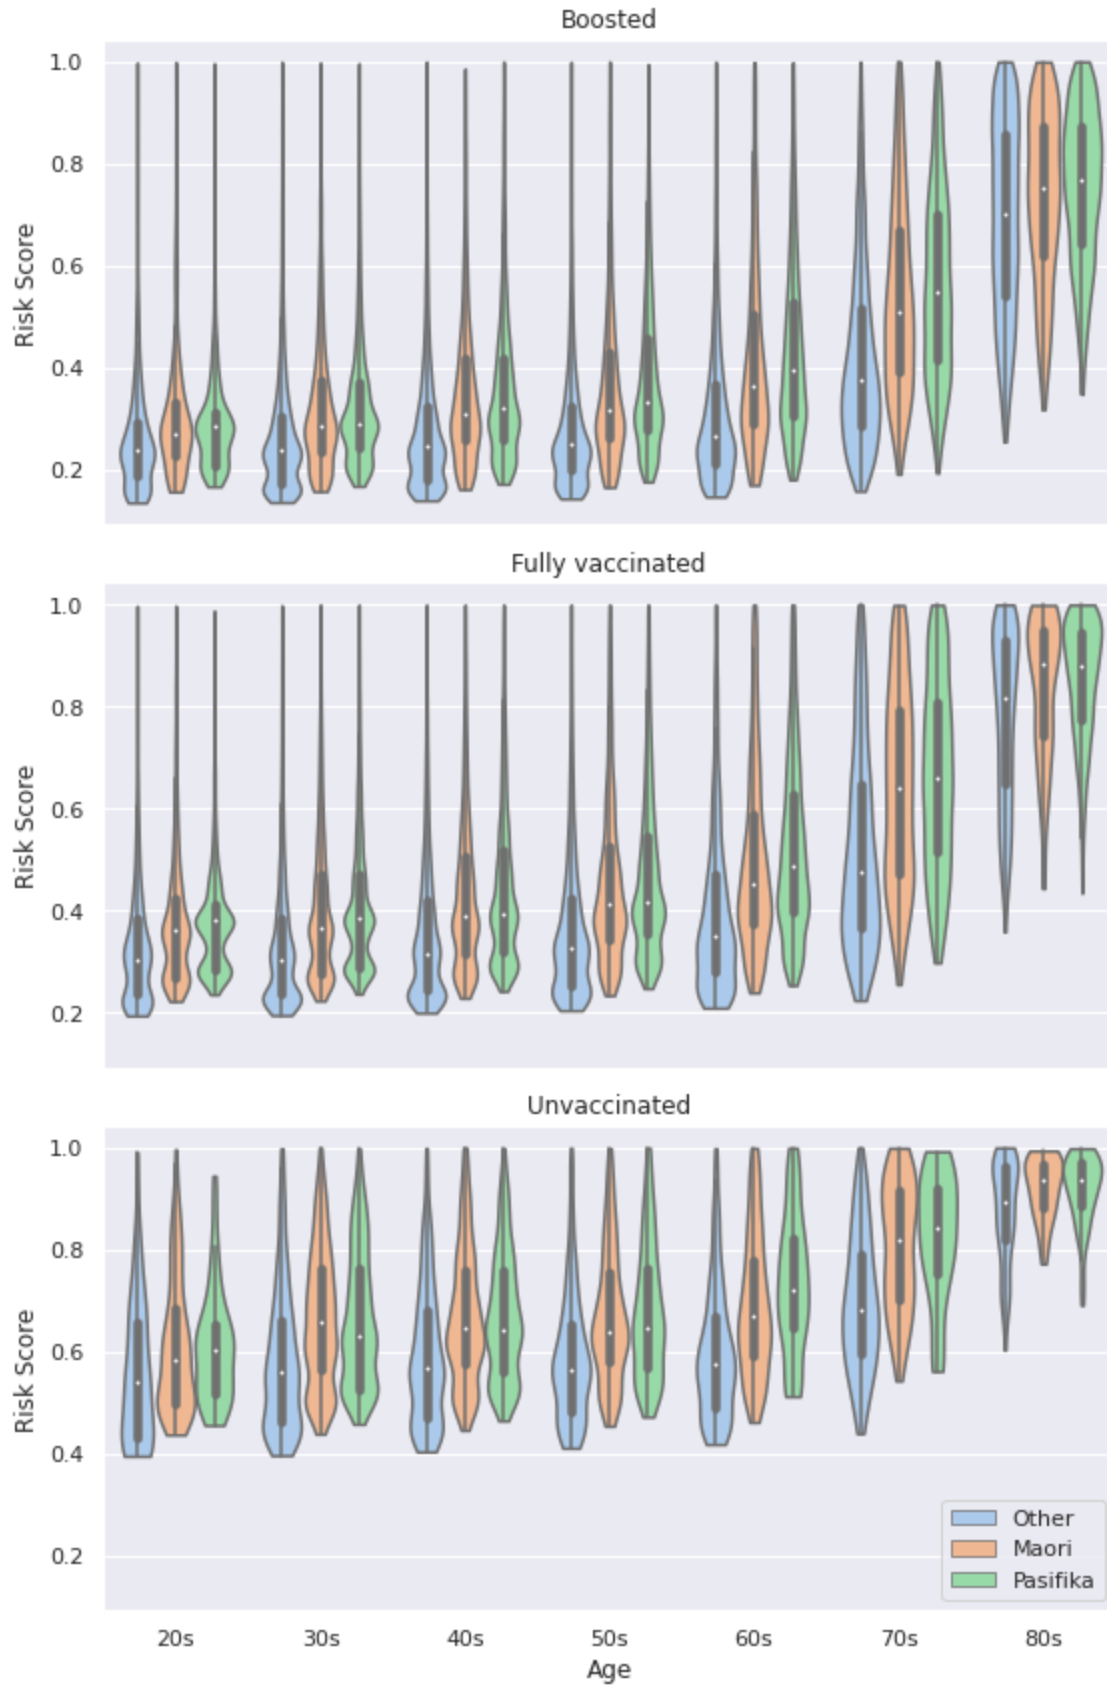 Boosted
1.0
0.8
0.6
0.4
0.2
Risk Score
Fully vaccinated
1.0
0.8
0.6
0.4
0.2
Risk Score
Unvaccinated
1.0
0.8
0.6
0.4
0.2
Risk Score
Other
Maori
Pasifika
20s 30s 40s 50s 60s 70s 80s
Age